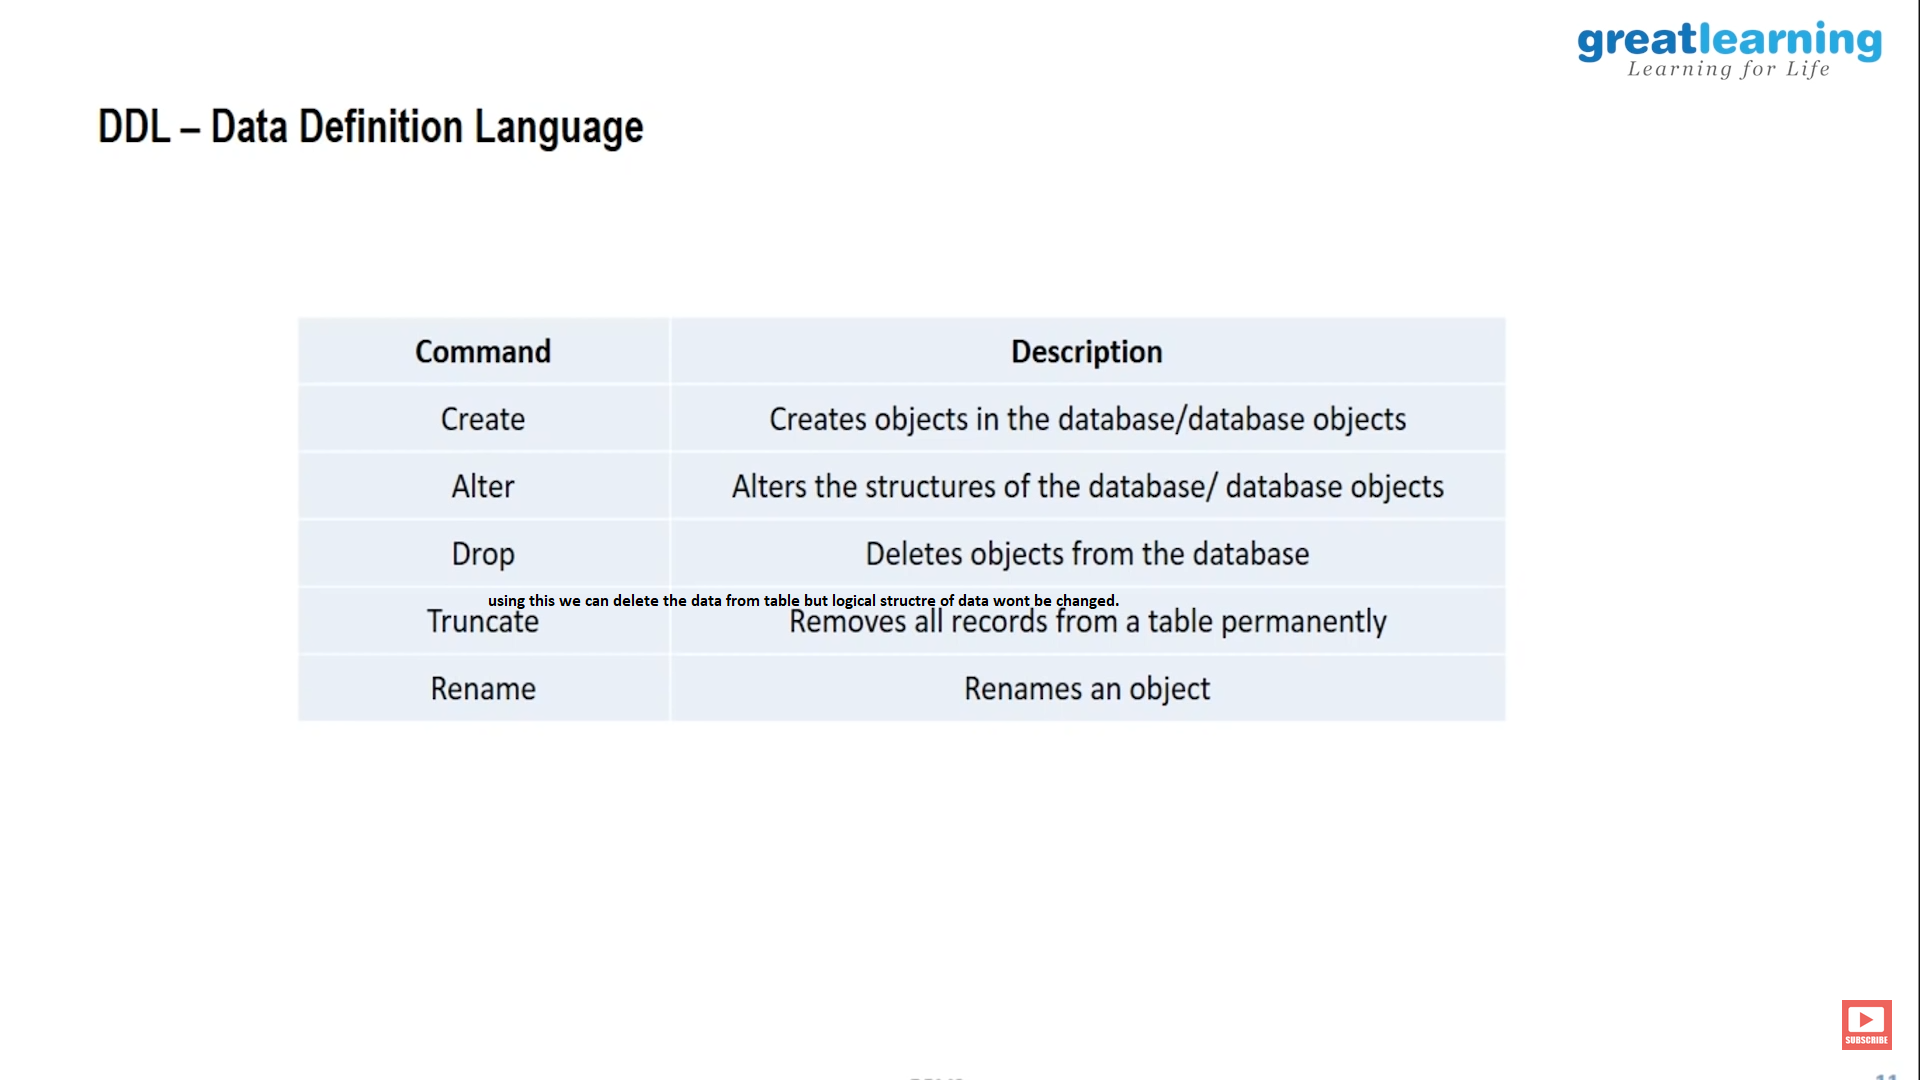 greatlearning
Learning for Life
DDL – Data Definition Language
Command Description
Create Creates objects in the database/database objects
Alter Alters the structures of the database/ database objects
Drop Deletes objects from the database
using this we can delete the data from table but logical structre of data wont be changed.
Truncate Removes all records from a table permanently
Rename Renames an object
SUBSCRIBE